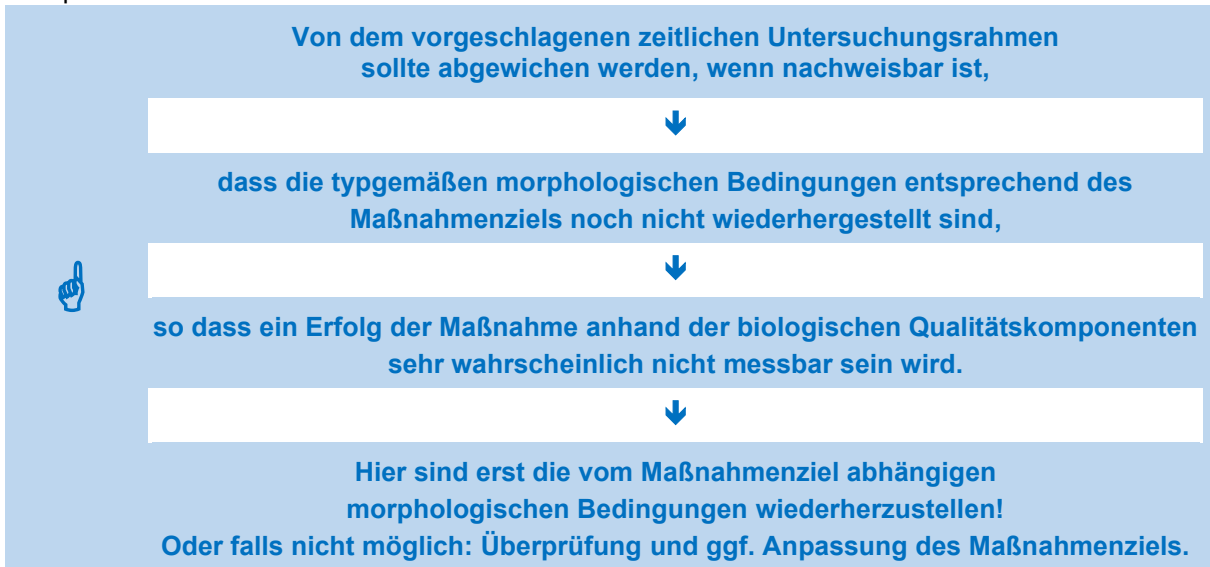 Von dem vorgeschlagenen zeitlichen Untersuchungsrahmen
sollte abgewichen werden, wenn nachweisbar ist,
dass die typgemäßen morphologischen Bedingungen entsprechend des
Maßnahmenziels noch nicht wiederhergestellt sind,
so dass ein Erfolg der Maßnahme anhand der biologischen Qualitätskomponenten
sehr wahrscheinlich nicht messbar sein wird.
Hier sind erst die vom Maßnahmenziel abhängigen
morphologischen Bedingungen wiederherzustellen!
Oder falls nicht möglich: Überprüfung und ggf. Anpassung des Maßnahmenziels.